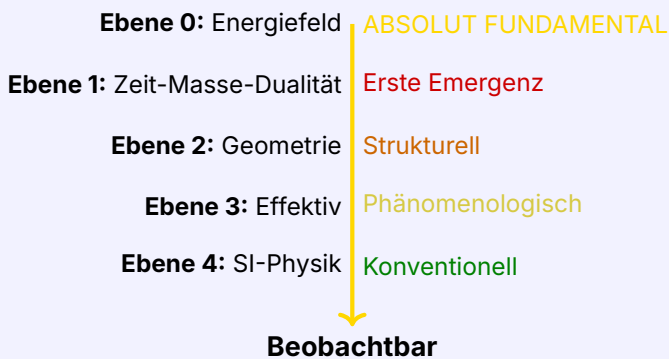 Ebene 0: Energiefeld ABSOLUT FUNDAMENTAL
Ebene 1: Zeit-Masse-Dualität Erste Emergenz
Ebene 2: Geometrie Strukturell
Ebene 3: Effektiv Phänomenologisch
Ebene 4: SI-Physik Konventionell
Beobachtbar